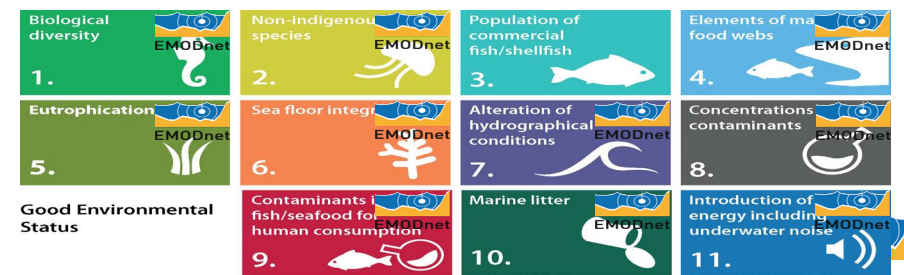 Biological
diversity
EMODnet
1.
Non-indigenou
species
EMODnet
2.
Population of
commercial
fish/shellfish
3.
Elements of ma
food webs
EMODnet
4.
Eutrophication
EMODnet
5.
Sea floor integr
EMODnet
6.
Alteration of
hydrographical
conditions
EMODnet
7.
Concentrations
contaminants
EMODnet
8.
Good Environmental
Status
Contaminants i
fish/seafood fo
human consumption
EMODnet
9.
Marine litter
EMODnet
10.
Introduction of
energy including
underwater noise
EMODnet
11.